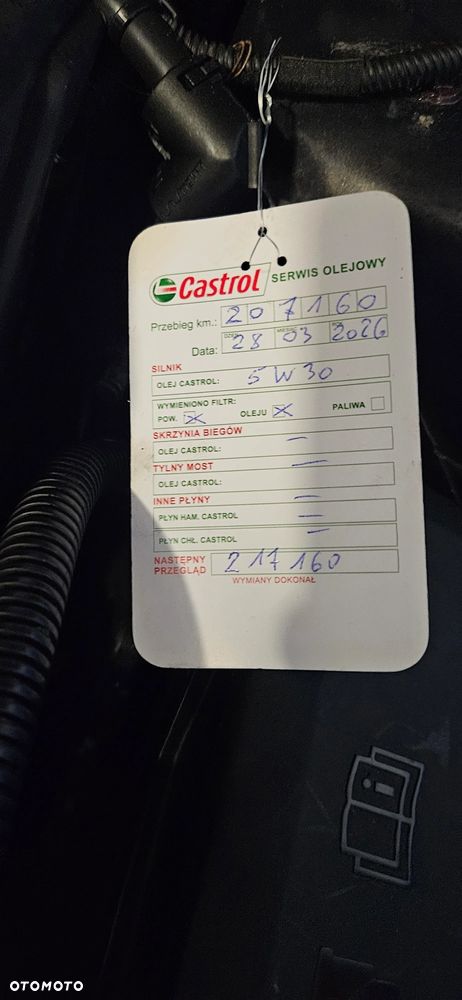 Castrol SERWIS OLEJOWY
Przebieg km.: 207160
DZIEŃ MIESIĄC
Data: 28 03 2026
SILNIK
OLEJ CASTROL: 5W30
WYMIENIONO FILTR:
POW. X OLEJU X PALIWA
SKRZYNIA BIEGÓW
OLEJ CASTROL: —
TYLNY MOST —
OLEJ CASTROL:
INNE PŁYNY —
PŁYN HAM. CASTROL —
PŁYN CHŁ. CASTROL —
NASTĘPNY PRZEGLĄD 217160
WYMIANY DOKONAŁ
OTOMOTO